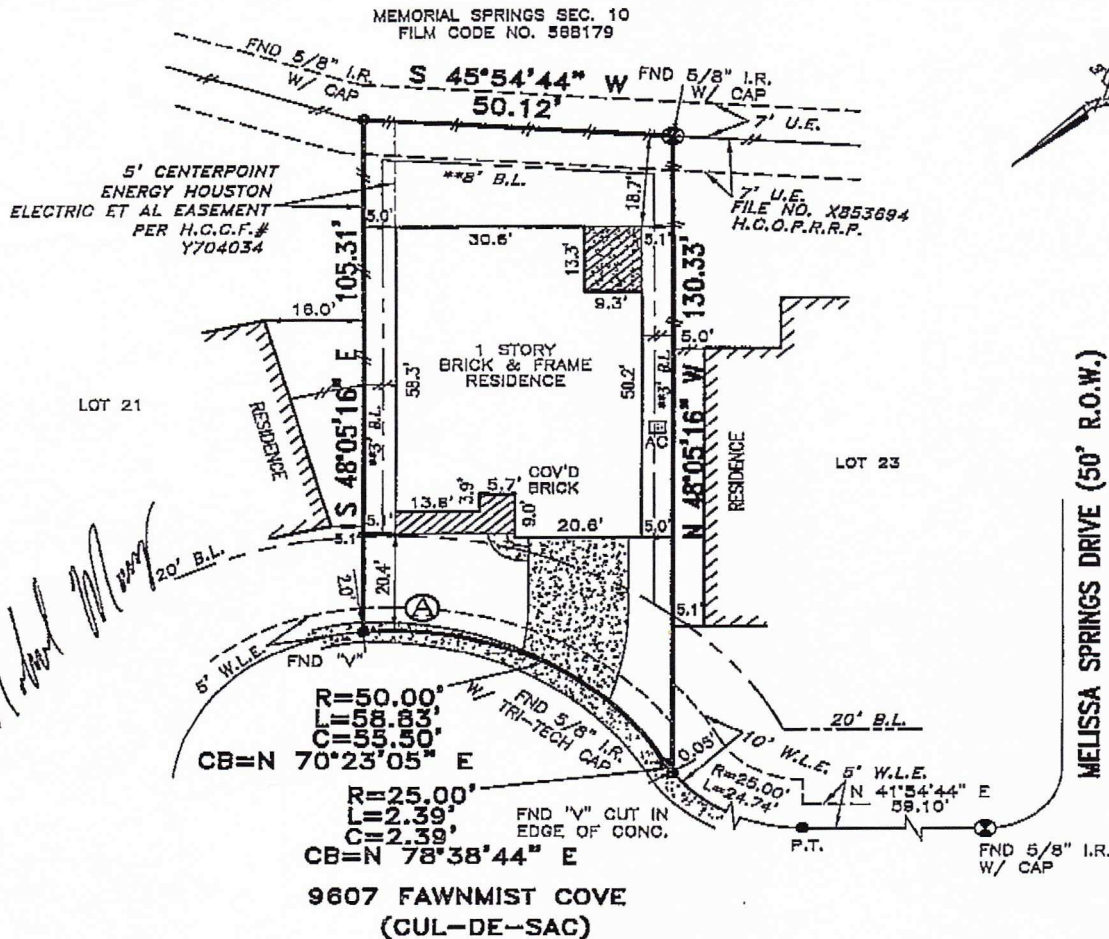 MEMORIAL SPRINGS SEC. 10
FILM CODE NO. 588179
FND 5/8" I.R.
W/ CAP
S 45°54'44" W
50.12'
FND 5/8" I.R.
W/ CAP
7' U.E.
5' CENTERPOINT
ENERGY HOUSTON
ELECTRIC ET AL EASEMENT
PER H.C.C.F.#
Y704034
**8' B.L.
18.7'
7' U.E.
FILE NO. X853694
H.C.O.P.R.R.P.
5.0'
30.6'
13.3'
5.1'
9.3'
S 48°05'16" E 105.31'
N 48°05'16" W 130.33'
16.0'
5.0'
1 STORY
BRICK & FRAME
RESIDENCE
58.3'
50.2'
**3' B.L.
**3' B.L.
AC
LOT 21
RESIDENCE
RESIDENCE
LOT 23
MELISSA SPRINGS DRIVE (50' R.O.W.)
COV'D
BRICK
13.8'
3.9'
5.7'
9.0'
20.6'
5.1'
5.0'
5.1
20' B.L.
20'
20.4'
A
5.1'
5' W.L.E.
FND "V"
R=50.00'
L=58.83'
C=55.50'
CB=N 70°23'05" E
FND 5/8" I.R.
W/ TRI-TECH CAP
0.05'
10' W.L.E.
20' B.L.
R=25.00'
L=24.74'
5' W.L.E.
N 41°54'44" E
59.10'
R=25.00'
L=2.39'
C=2.39'
CB=N 78°38'44" E
FND "V" CUT IN
EDGE OF CONC.
P.T.
FND 5/8" I.R.
W/ CAP
9607 FAWNMIST COVE
(CUL-DE-SAC)